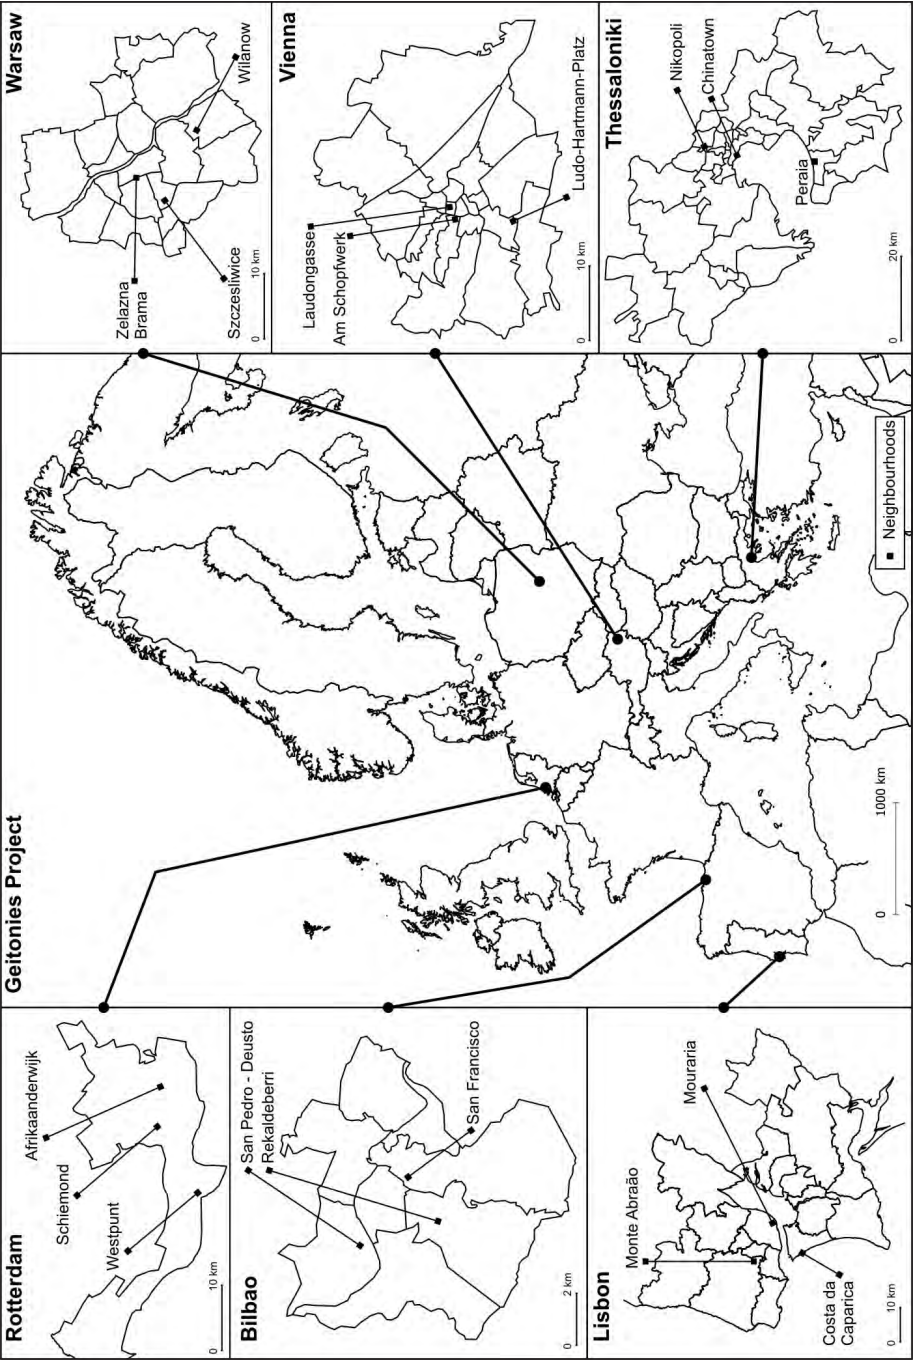 Geitonies Project
Rotterdam
Afrikaanderwijk
Schiemond
Westpunt
0
10 km
Bilbao
San Pedro - Deusto
Rekaldeberri
San Francisco
0
2 km
Lisbon
Monte Abraão
Mouraria
Costa da
Caparica
0
10 km
0
1000 km
Neighbourhoods
Warsaw
Zelazna
Brama
Szczesliwice
Wilanow
0
10 km
Vienna
Laudongasse
Am Schopfwerk
Ludo-Hartmann-Platz
0
10 km
Thessaloniki
Nikopoli
Chinatown
Peraia
0
20 km